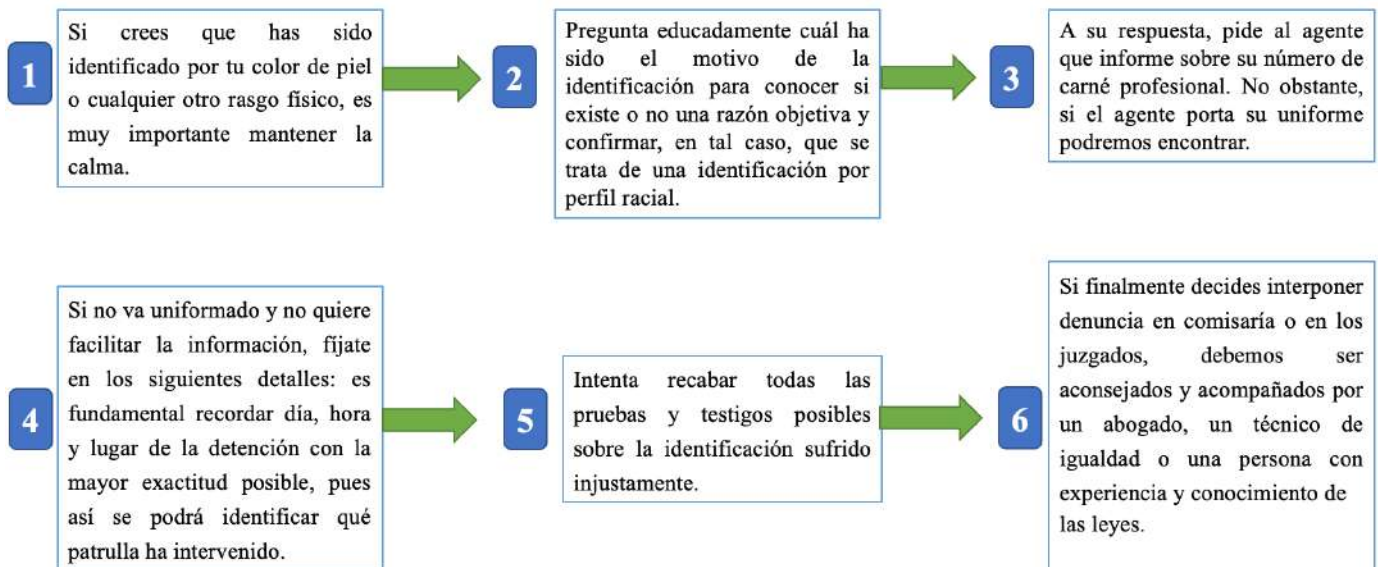 1
Si crees que has sido
identificado por tu color de piel
o cualquier otro rasgo físico, es
muy importante mantener la
calma.
2
Pregunta educadamente cuál ha
sido el motivo de la
identificación para conocer si
existe o no una razón objetiva y
confirmar, en tal caso, que se
trata de una identificación por
perfil racial.
3
A su respuesta, pide al agente
que informe sobre su número de
carné profesional. No obstante,
si el agente porta su uniforme
podremos encontrar.
4
Si no va uniformado y no quiere
facilitar la información, fíjate
en los siguientes detalles: es
fundamental recordar día, hora
y lugar de la detención con la
mayor exactitud posible, pues
así se podrá identificar qué
patrulla ha intervenido.
5
Intenta recabar todas las
pruebas y testigos posibles
sobre la identificación sufrido
injustamente.
6
Si finalmente decides interponer
denuncia en comisaría o en los
juzgados, debemos ser
aconsejados y acompañados por
un abogado, un técnico de
igualdad o una persona con
experiencia y conocimiento de
las leyes.